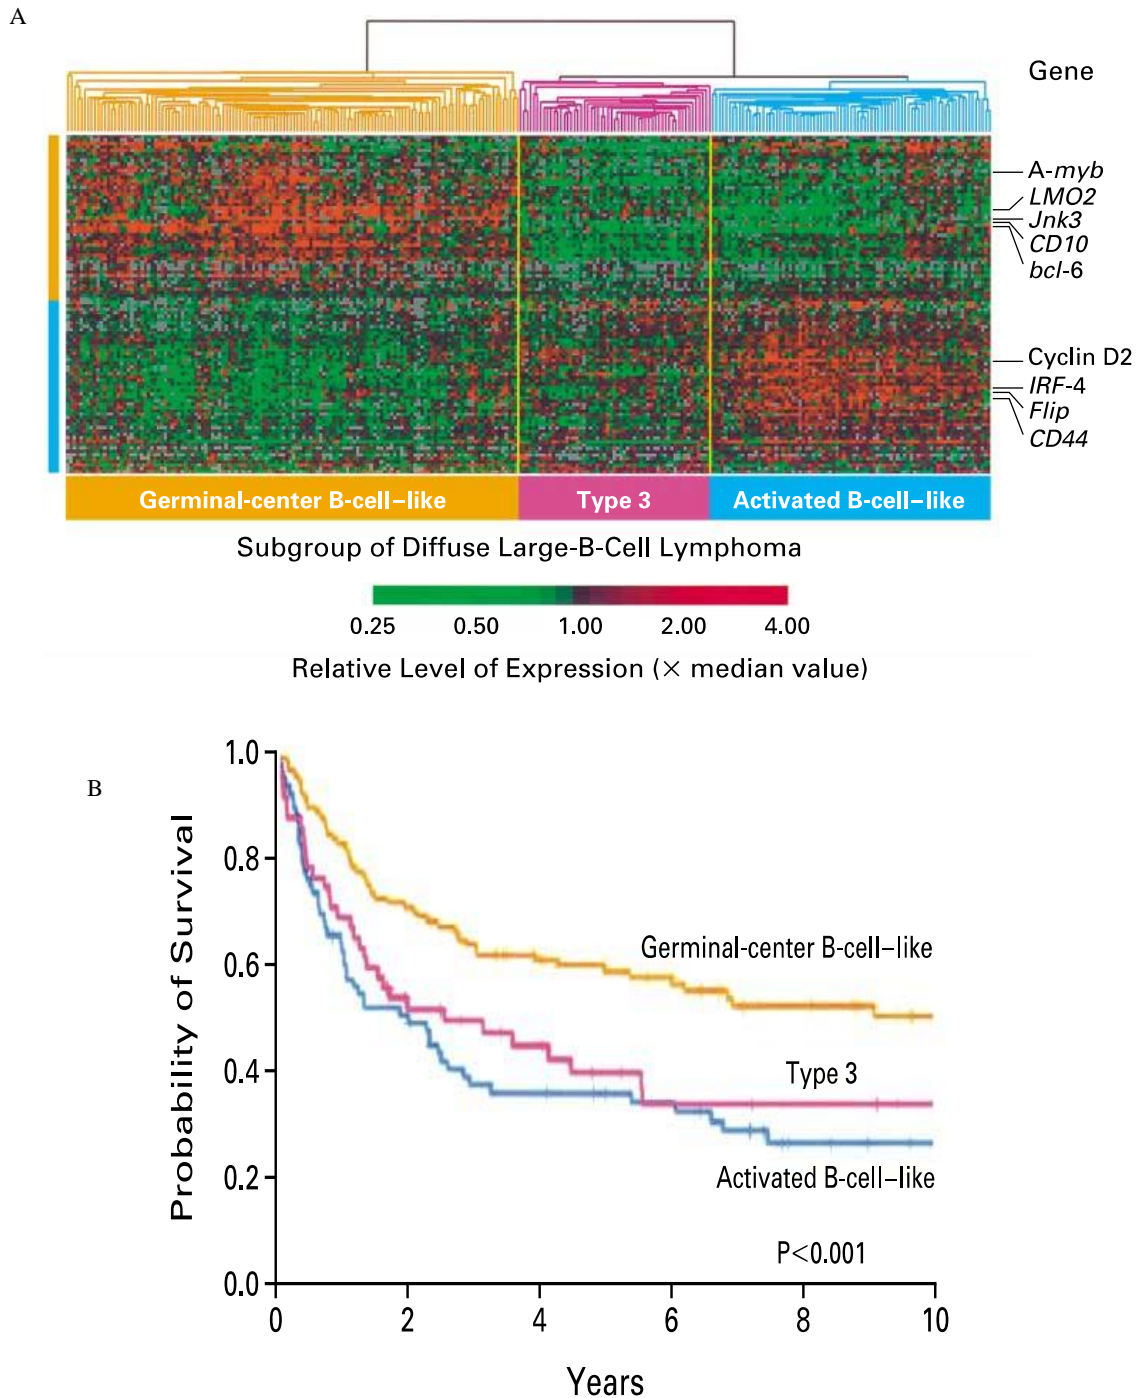 A
Gene
A-myb
LMO2
Jnk3
CD10
bcl-6
Cyclin D2
IRF-4
Flip
CD44
Germinal-center B-cell–like Type 3 Activated B-cell–like
Subgroup of Diffuse Large-B-Cell Lymphoma
0.25 0.50 1.00 2.00 4.00
Relative Level of Expression (× median value)
B
Probability of Survival
1.0
0.8
0.6
0.4
0.2
0.0
Germinal-center B-cell–like
Type 3
Activated B-cell–like
P<0.001
0 2 4 6 8 10
Years